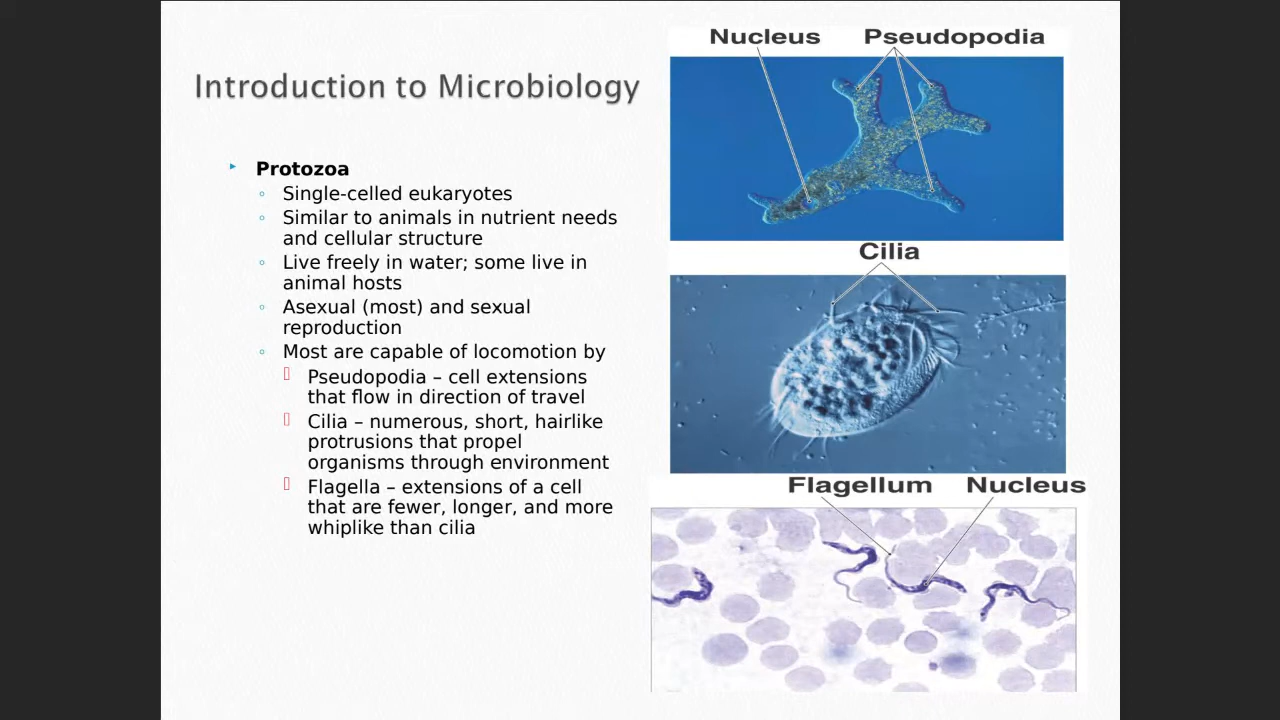 Introduction to Microbiology
Protozoa
Single-celled eukaryotes
Similar to animals in nutrient needs
and cellular structure
Live freely in water; some live in
animal hosts
Asexual (most) and sexual
reproduction
Most are capable of locomotion by
Pseudopodia – cell extensions
that flow in direction of travel
Cilia – numerous, short, hairlike
protrusions that propel
organisms through environment
Flagella – extensions of a cell
that are fewer, longer, and more
whiplike than cilia
Nucleus Pseudopodia
Cilia
Flagellum Nucleus